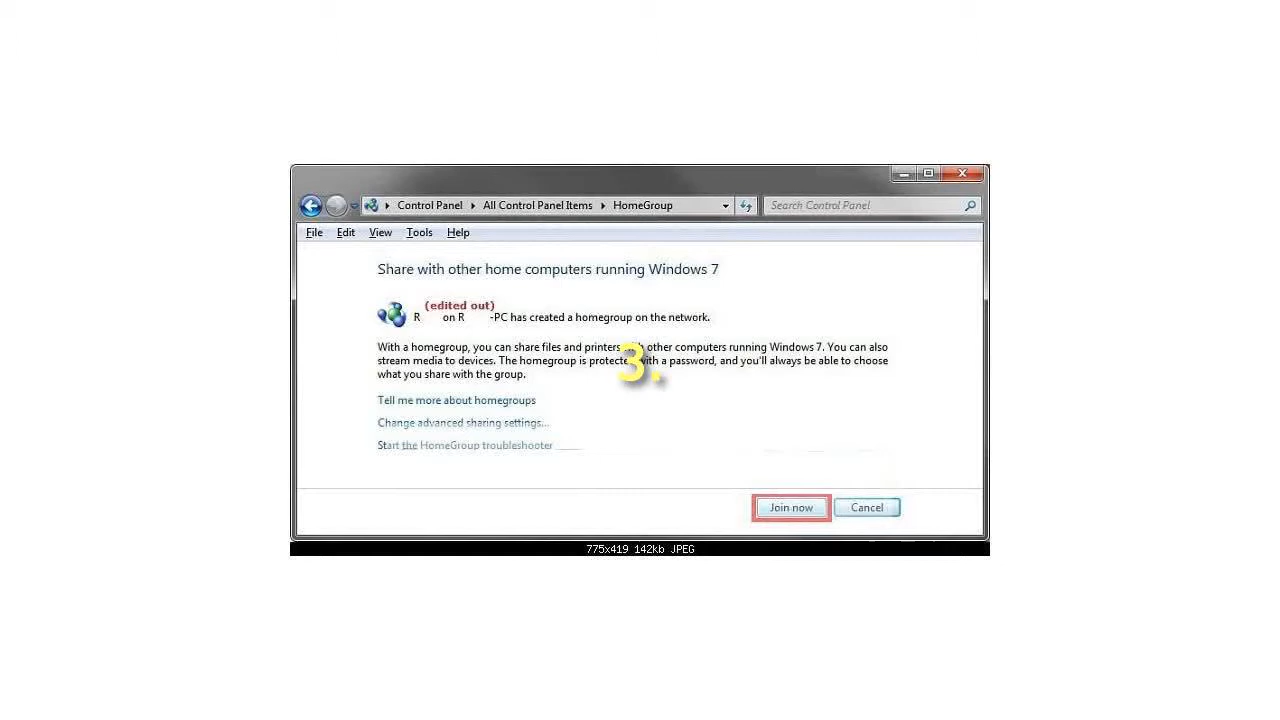 Control Panel All Control Panel Items HomeGroup Search Control Panel
File Edit View Tools Help
Share with other home computers running Windows 7
(edited out)
R on R -PC has created a homegroup on the network.
With a homegroup, you can share files and printers other computers running Windows 7. You can also
stream media to devices. The homegroup is protected with a password, and you'll always be able to choose
what you share with the group.
3.
Tell me more about homegroups
Change advanced sharing settings...
Start the HomeGroup troubleshooter
Join now Cancel
775x419 142kb JPEG